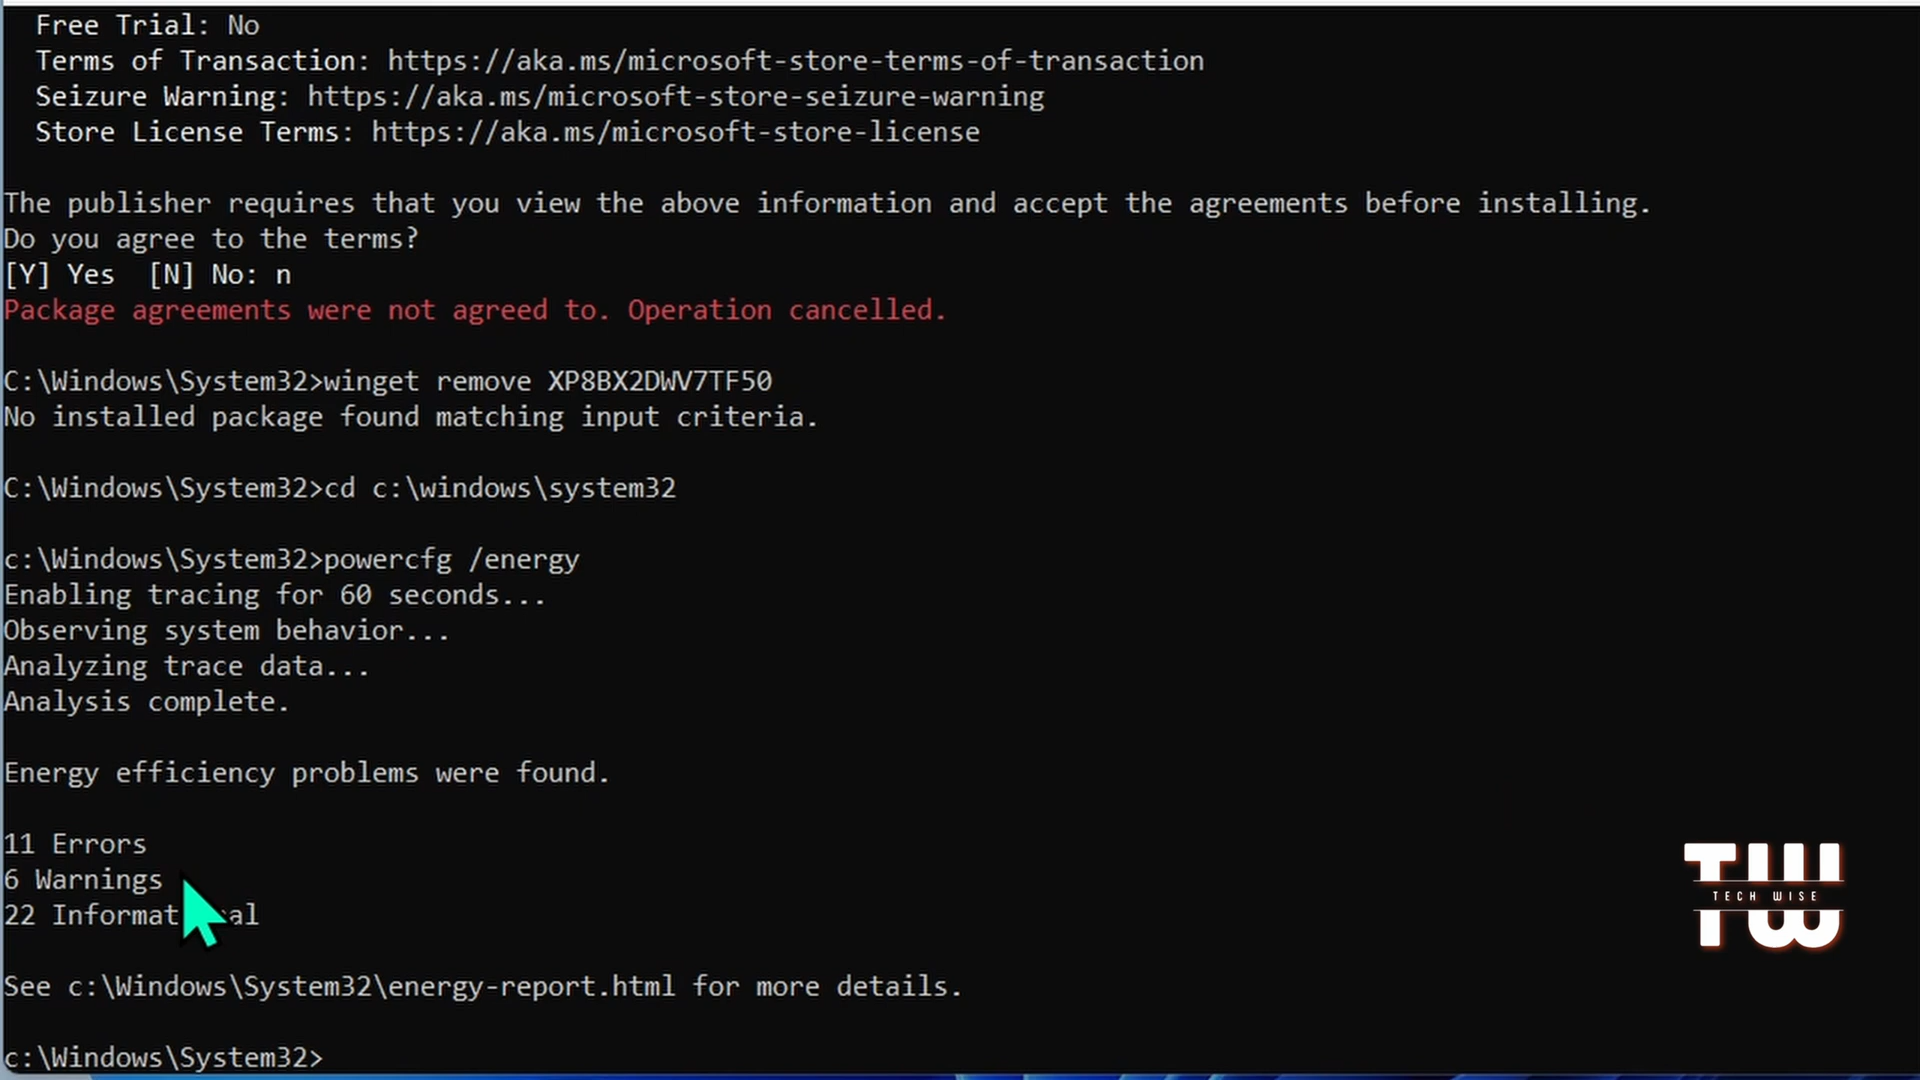 Free Trial: No
Terms of Transaction: https://aka.ms/microsoft-store-terms-of-transaction
Seizure Warning: https://aka.ms/microsoft-store-seizure-warning
Store License Terms: https://aka.ms/microsoft-store-license
The publisher requires that you view the above information and accept the agreements before installing.
Do you agree to the terms?
[Y] Yes  [N] No: n
Package agreements were not agreed to. Operation cancelled.
C:\Windows\System32>winget remove XP8BX2DWV7TF50
No installed package found matching input criteria.
C:\Windows\System32>cd c:\windows\system32
c:\Windows\System32>powercfg /energy
Enabling tracing for 60 seconds...
Observing system behavior...
Analyzing trace data...
Analysis complete.
Energy efficiency problems were found.
11 Errors
6 Warnings
22 Informational
See c:\Windows\System32\energy-report.html for more details.
c:\Windows\System32>
TW
TECH WISE
TW